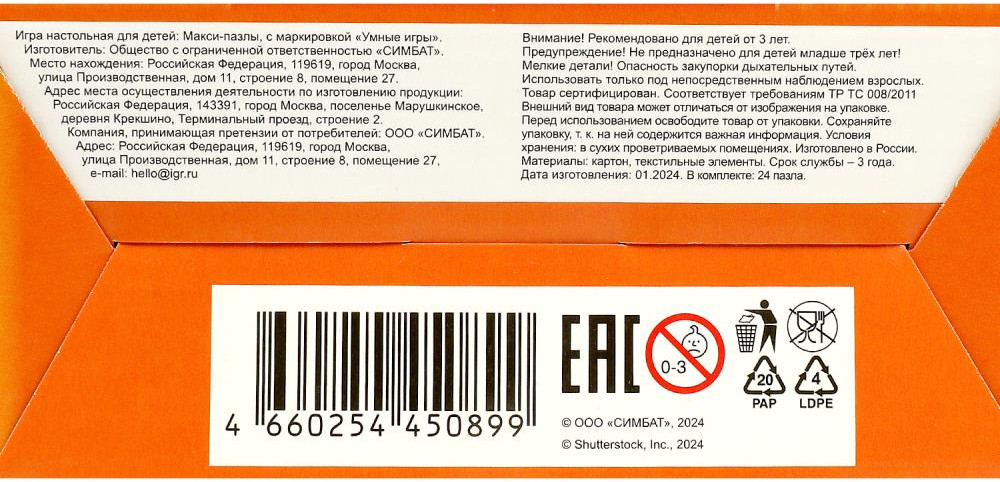 Игра настольная для детей: Макси-пазлы, с маркировкой «Умные игры».
Изготовитель: Общество с ограниченной ответственностью «СИМБАТ».
Место нахождения: Российская Федерация, 119619, город Москва,
улица Производственная, дом 11, строение 8, помещение 27.
Адрес места осуществления деятельности по изготовлению продукции:
Российская Федерация, 143391, город Москва, поселенье Марушкинское,
деревня Крекшино, Терминальный проезд, строение 2.
Компания, принимающая претензии от потребителей: ООО «СИМБАТ».
Адрес: Российская Федерация, 119619, город Москва,
улица Производственная, дом 11, строение 8, помещение 27,
e-mail: hello@igr.ru
Внимание! Рекомендовано для детей от 3 лет.
Предупреждение! Не предназначено для детей младше трёх лет!
Мелкие детали! Опасность закупорки дыхательных путей.
Использовать только под непосредственным наблюдением взрослых.
Товар сертифицирован. Соответствует требованиям ТР ТС 008/2011
Внешний вид товара может отличаться от изображения на упаковке.
Перед использованием освободите товар от упаковки. Сохраняйте
упаковку, т. к. на ней содержится важная информация. Условия
хранения: в сухих проветриваемых помещениях. Изготовлено в России.
Материалы: картон, текстильные элементы. Срок службы – 3 года.
Дата изготовления: 01.2024. В комплекте: 24 пазла.
4 660254 450899
EAC
0-3
20
PAP
4
LDPE
© ООО «СИМБАТ», 2024
© Shutterstock, Inc., 2024